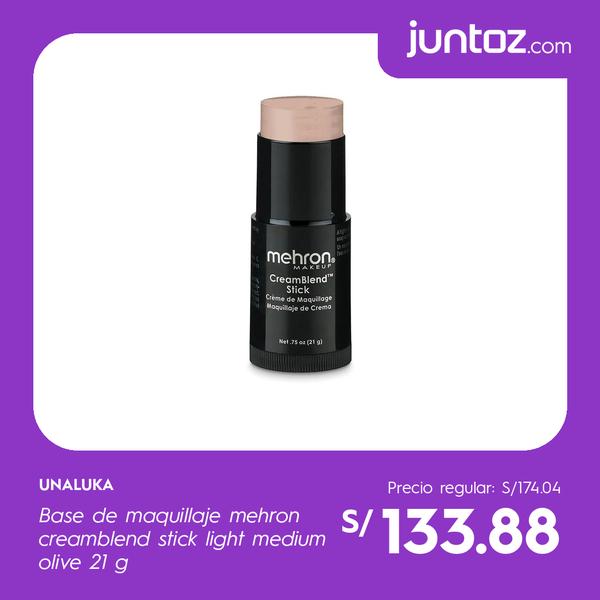 juntoz.com
mehron
MAKEUP
CreamBlend™
Stick
Crème de Maquillage
Maquillaje de Crema
Net .75 oz (21 g)
UNALUKA
Base de maquillaje mehron
creamblend stick light medium
olive 21 g
Precio regular: S/174.04
S/ 133.88